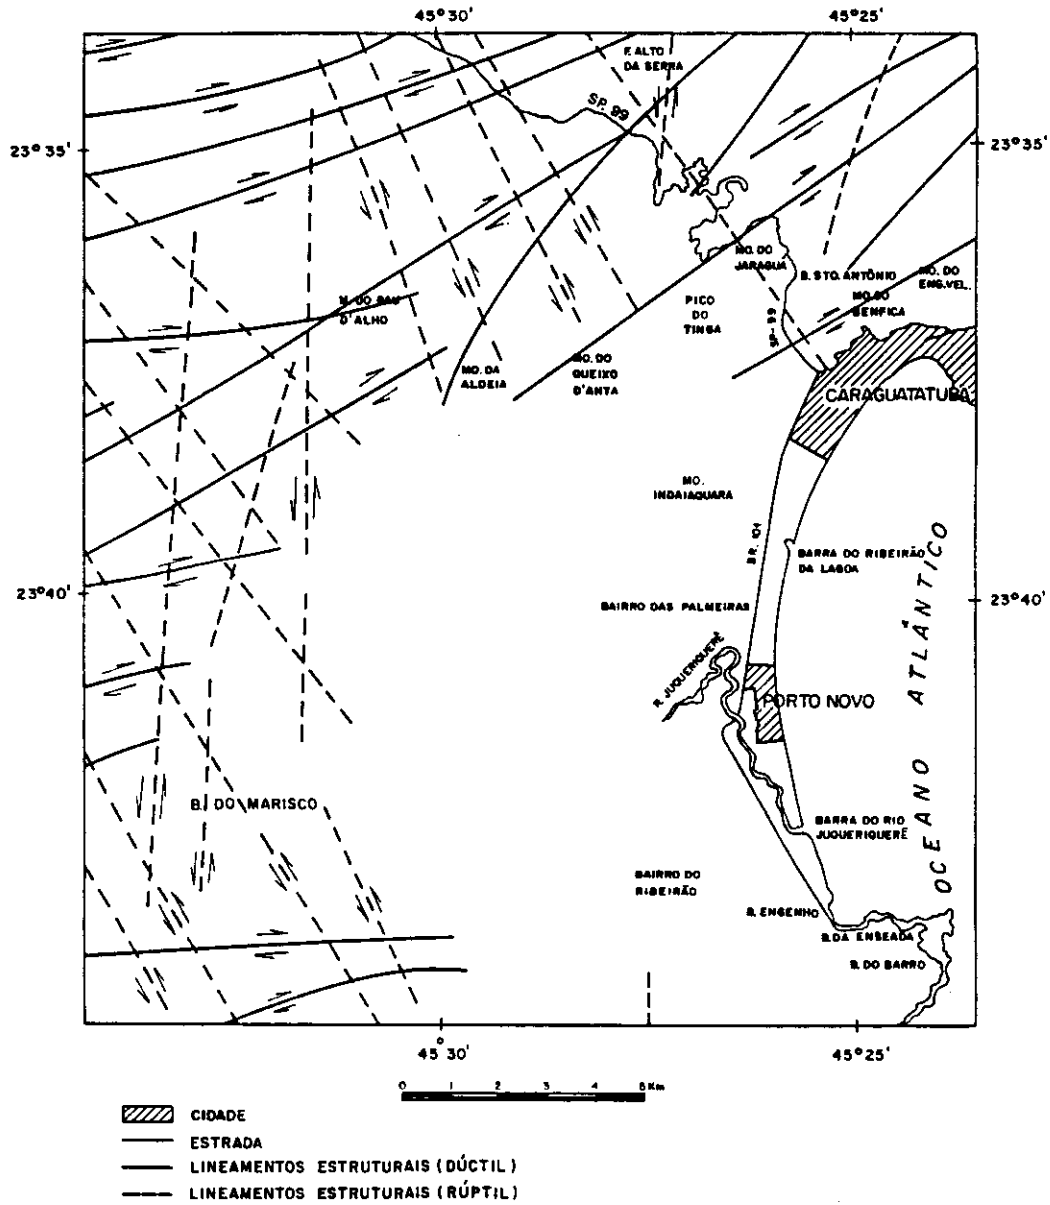 45°30'
45°25'
F. ALTO
DA SERRA
SP. 99
23°35'
23°35'
MO. DO
JARAGUA
B. STO. ANTÔNIO
MO. DO
ENG. VEL.
MO. DO
BENFICA
PICO
DO
TINGA
SP-99
M. DO PAU
D'ALHO
MO. DA
ALDEIA
MO. DO
QUEIXO
D'ANTA
CARAGUATATUBA
MO.
INDAIAQUARA
BR. 101
BARRA DO RIBEIRÃO
DA LAGOA
23°40'
23°40'
BAIRRO DAS PALMEIRAS
R. JUQUERIQUERÊ
PORTO NOVO
OCEANO ATLÂNTICO
B. DO MARISCO
BARRA DO RIO
JUQUERIQUERÊ
BAIRRO DO
RIBEIRÃO
B. ENGENHO
B. DA ENSEADA
B. DO BARRO
45°30'
45°25'
0 1 2 3 4 5 Km
CIDADE
ESTRADA
LINEAMENTOS ESTRUTURAIS (DÚCTIL)
LINEAMENTOS ESTRUTURAIS (RÚPTIL)